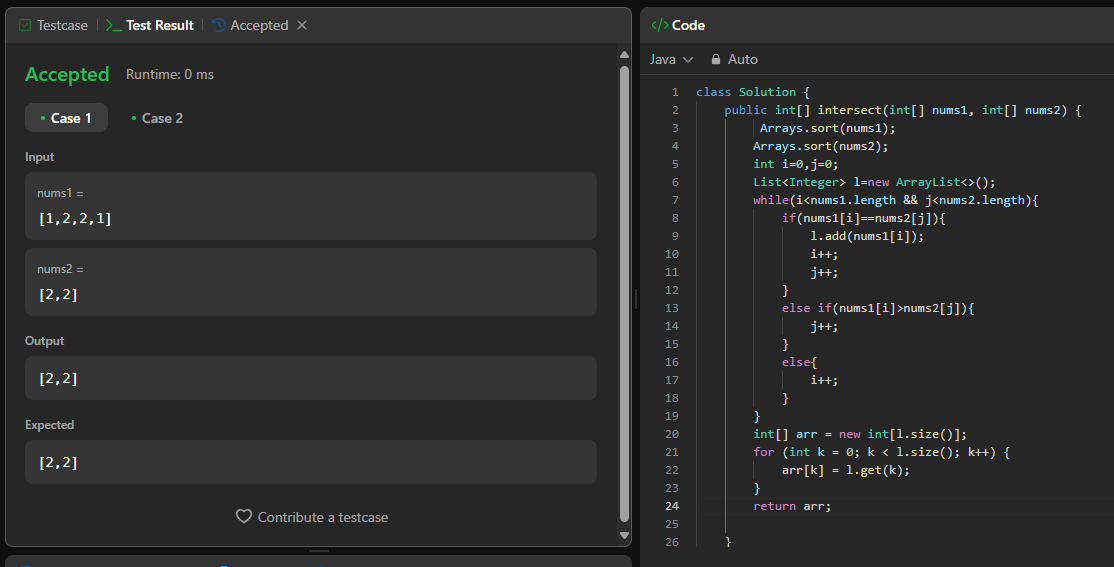 Testcase
Test Result
Accepted
Accepted Runtime: 0 ms
Case 1
Case 2
Input
nums1 =
[1,2,2,1]
nums2 =
[2,2]
Output
[2,2]
Expected
[2,2]
Contribute a testcase
</> Code
Java
Auto
1 class Solution {
2 public int[] intersect(int[] nums1, int[] nums2) {
3 Arrays.sort(nums1);
4 Arrays.sort(nums2);
5 int i=0,j=0;
6 List<Integer> l=new ArrayList<>();
7 while(i<nums1.length && j<nums2.length){
8 if(nums1[i]==nums2[j]){
9 l.add(nums1[i]);
10 i++;
11 j++;
12 }
13 else if(nums1[i]>nums2[j]){
14 j++;
15 }
16 else{
17 i++;
18 }
19 }
20 int[] arr = new int[l.size()];
21 for (int k = 0; k < l.size(); k++) {
22 arr[k] = l.get(k);
23 }
24 return arr;
25
26 }